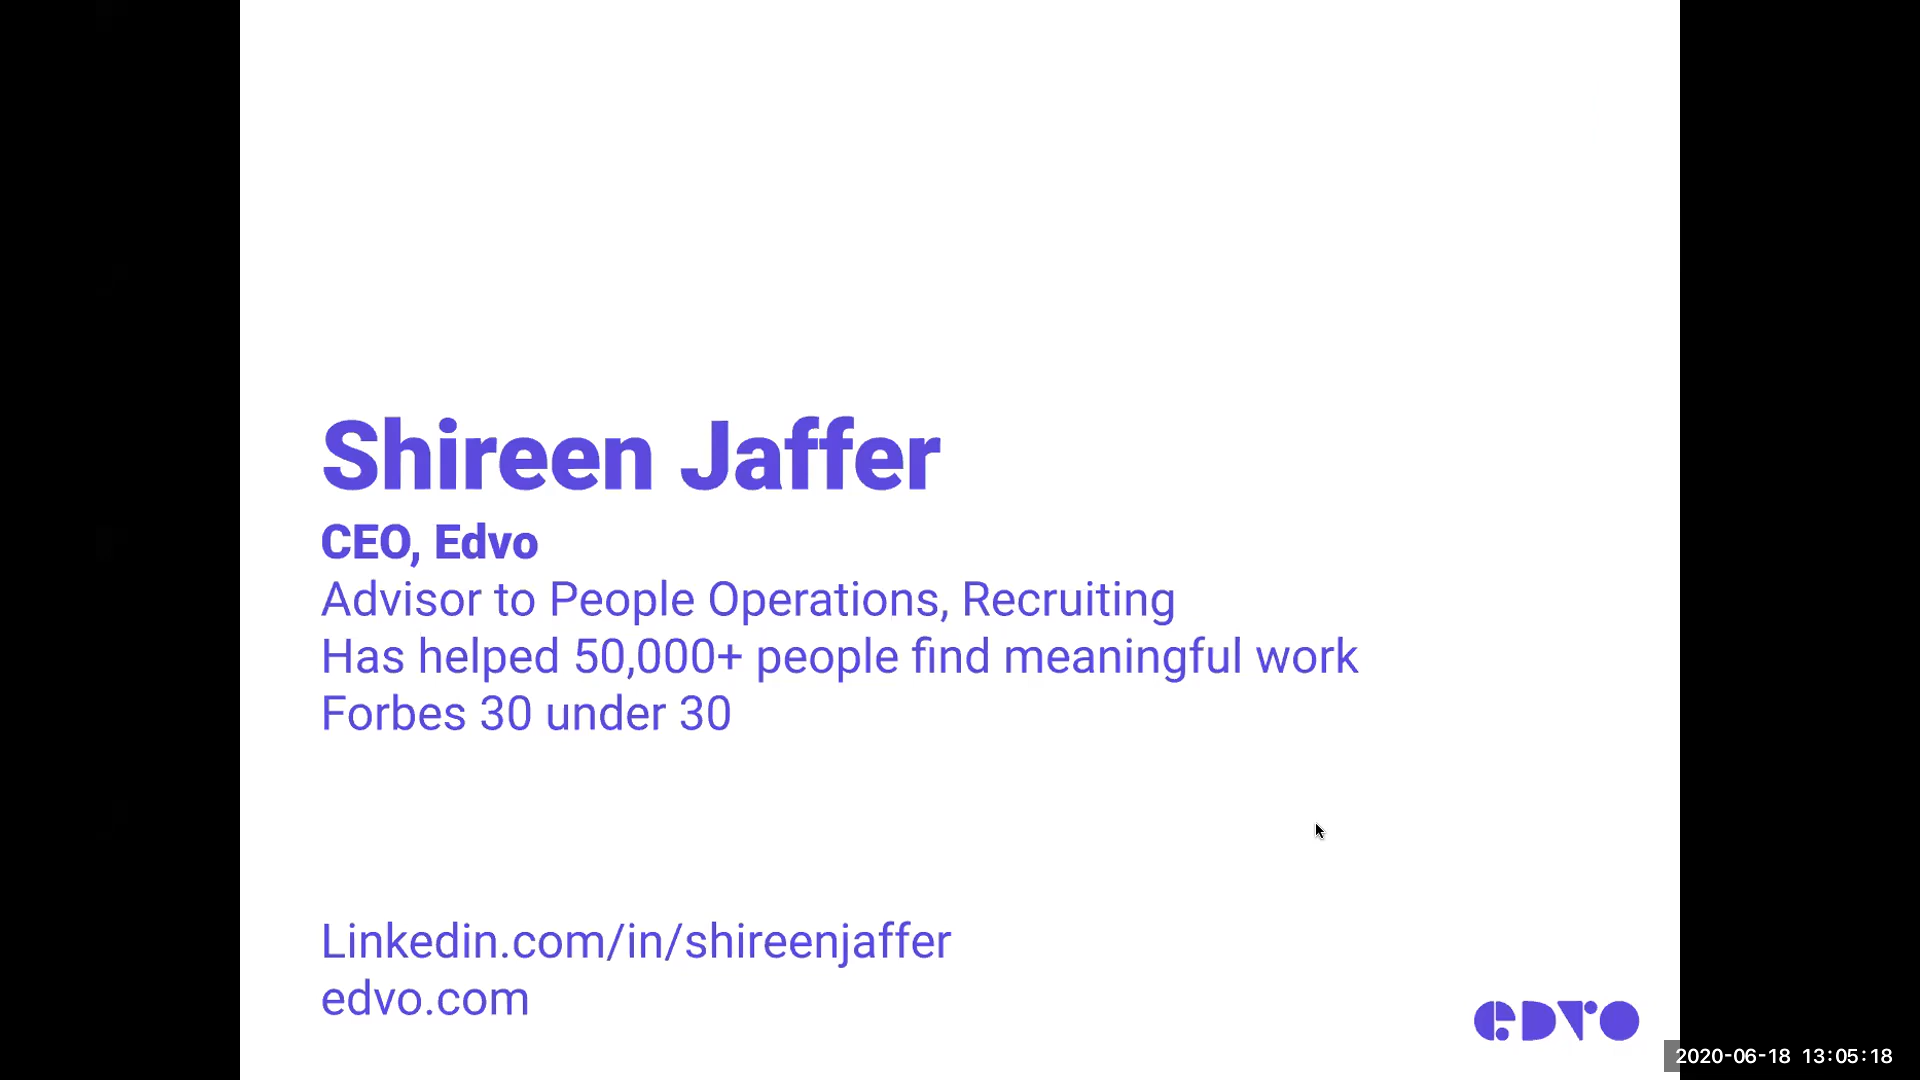 Shireen Jaffer
CEO, Edvo
Advisor to People Operations, Recruiting
Has helped 50,000+ people find meaningful work
Forbes 30 under 30
Linkedin.com/in/shireenjaffer
edvo.com
eDVO
2020-06-18 13:05:18